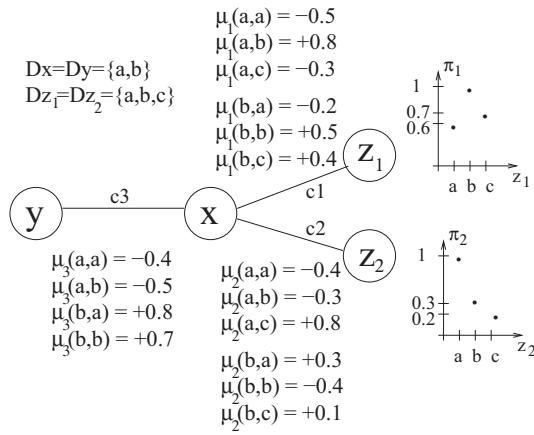 Dx=Dy={a,b}
Dz₁=Dz₂={a,b,c}
μ₁(a,a) = −0.5
μ₁(a,b) = +0.8
μ₁(a,c) = −0.3
μ₁(b,a) = −0.2
μ₁(b,b) = +0.5
μ₁(b,c) = +0.4
π₁
1
0.7
0.6
a b c z₁
z₁
c1
y
c3
x
c2
z₂
μ₃(a,a) = −0.4
μ₃(a,b) = −0.5
μ₃(b,a) = +0.8
μ₃(b,b) = +0.7
μ₂(a,a) = −0.4
μ₂(a,b) = −0.3
μ₂(a,c) = +0.8
μ₂(b,a) = +0.3
μ₂(b,b) = −0.4
μ₂(b,c) = +0.1
π₂
1
0.3
0.2
a b c z₂